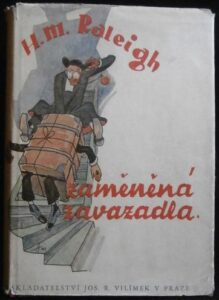 H. M. Raleigh
zaměněná
zavazadla.
NAKLADATELSTVÍ JOS. R. VILÍMEK V PRAZE